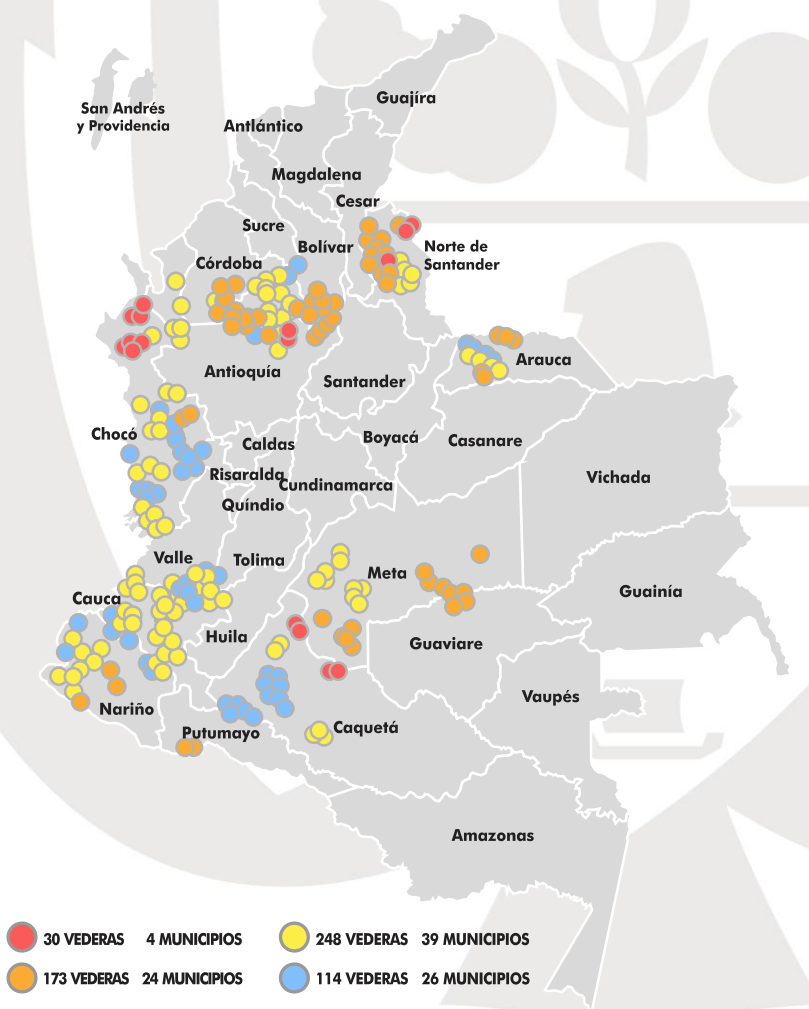 Guajíra
San Andrés
y Providencia
Antlántico
Magdalena
Cesar
Sucre
Bolívar
Norte de
Santander
Córdoba
Arauca
Antioquía
Santander
Chocó
Caldas
Boyacá
Casanare
Risaralda
Cundinamarca
Vichada
Quíndio
Valle
Tolima
Meta
Guainía
Cauca
Huila
Guaviare
Vaupés
Nariño
Putumayo
Caquetá
Amazonas
30 VEDERAS 4 MUNICIPIOS
248 VEDERAS 39 MUNICIPIOS
173 VEDERAS 24 MUNICIPIOS
114 VEDERAS 26 MUNICIPIOS